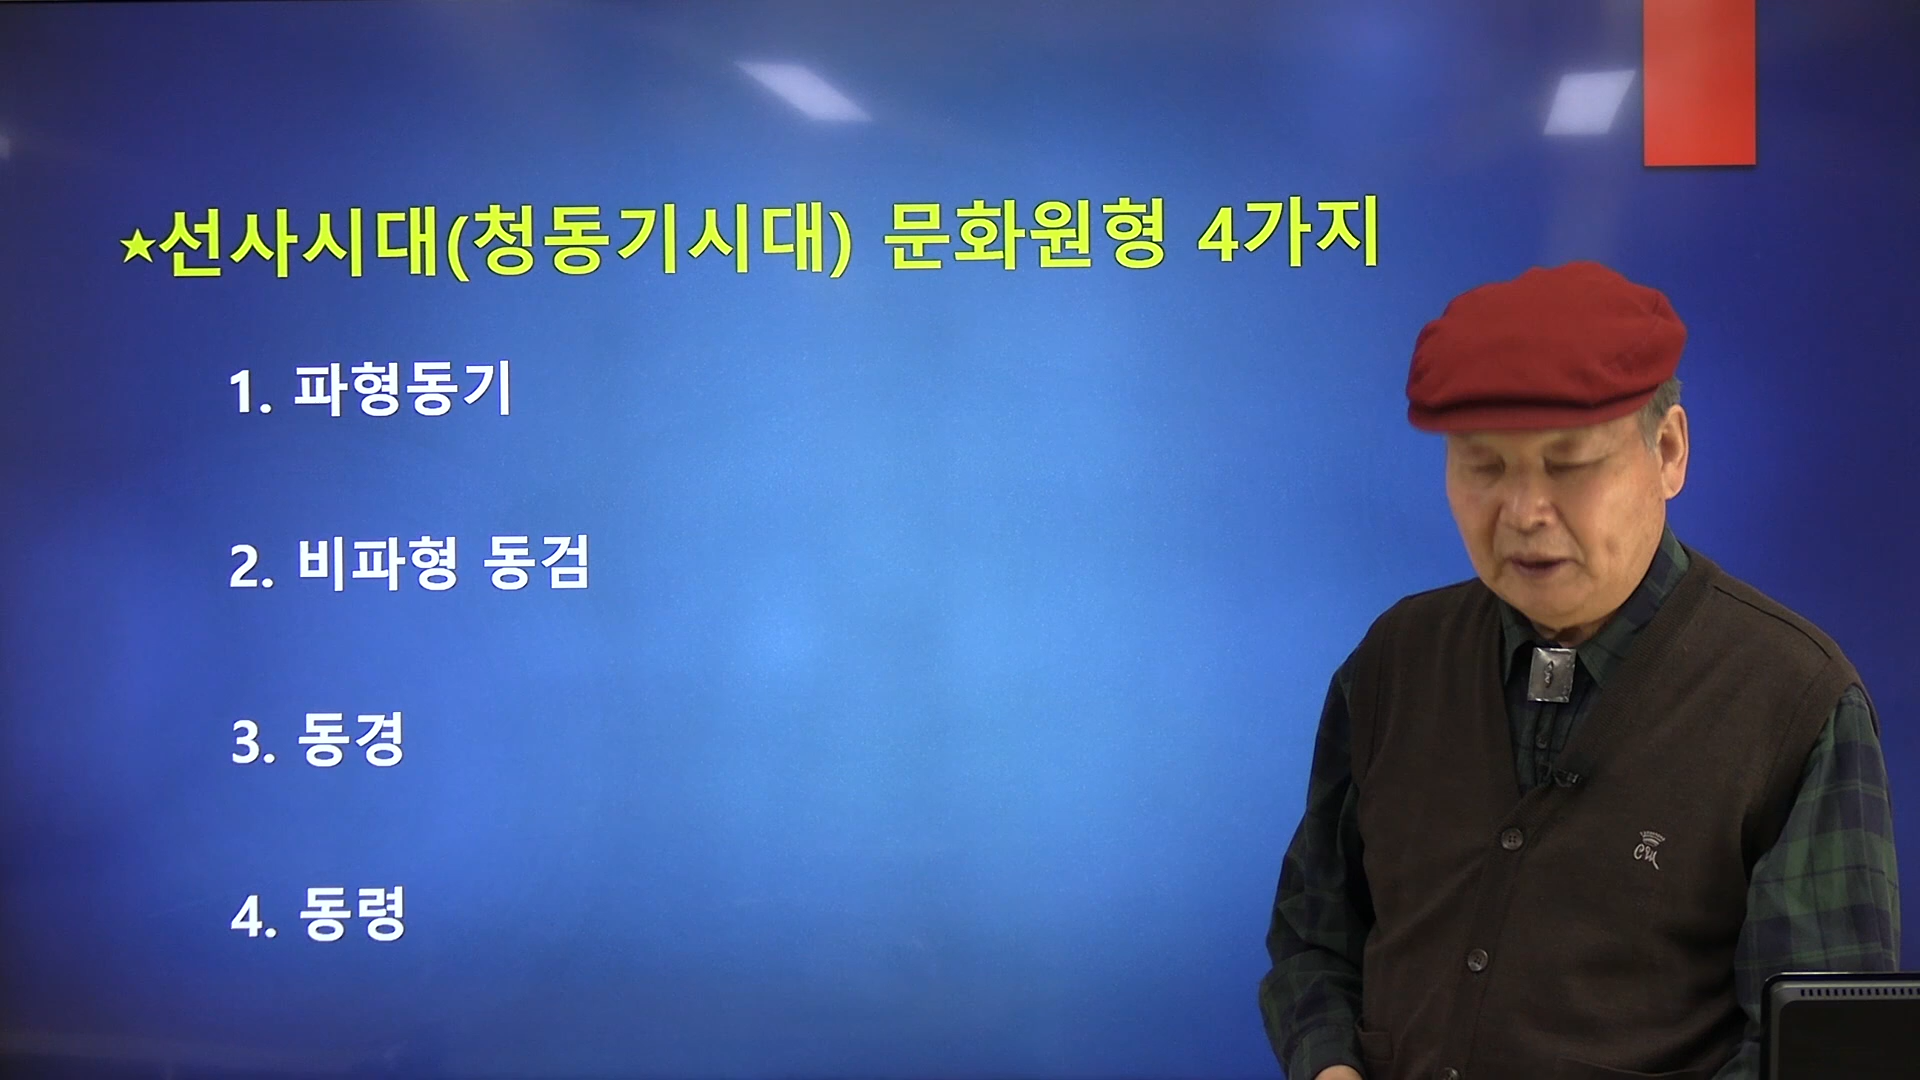 ★선사시대(청동기시대) 문화원형 4가지
1. 파형동기
2. 비파형 동검
3. 동경
4. 동령